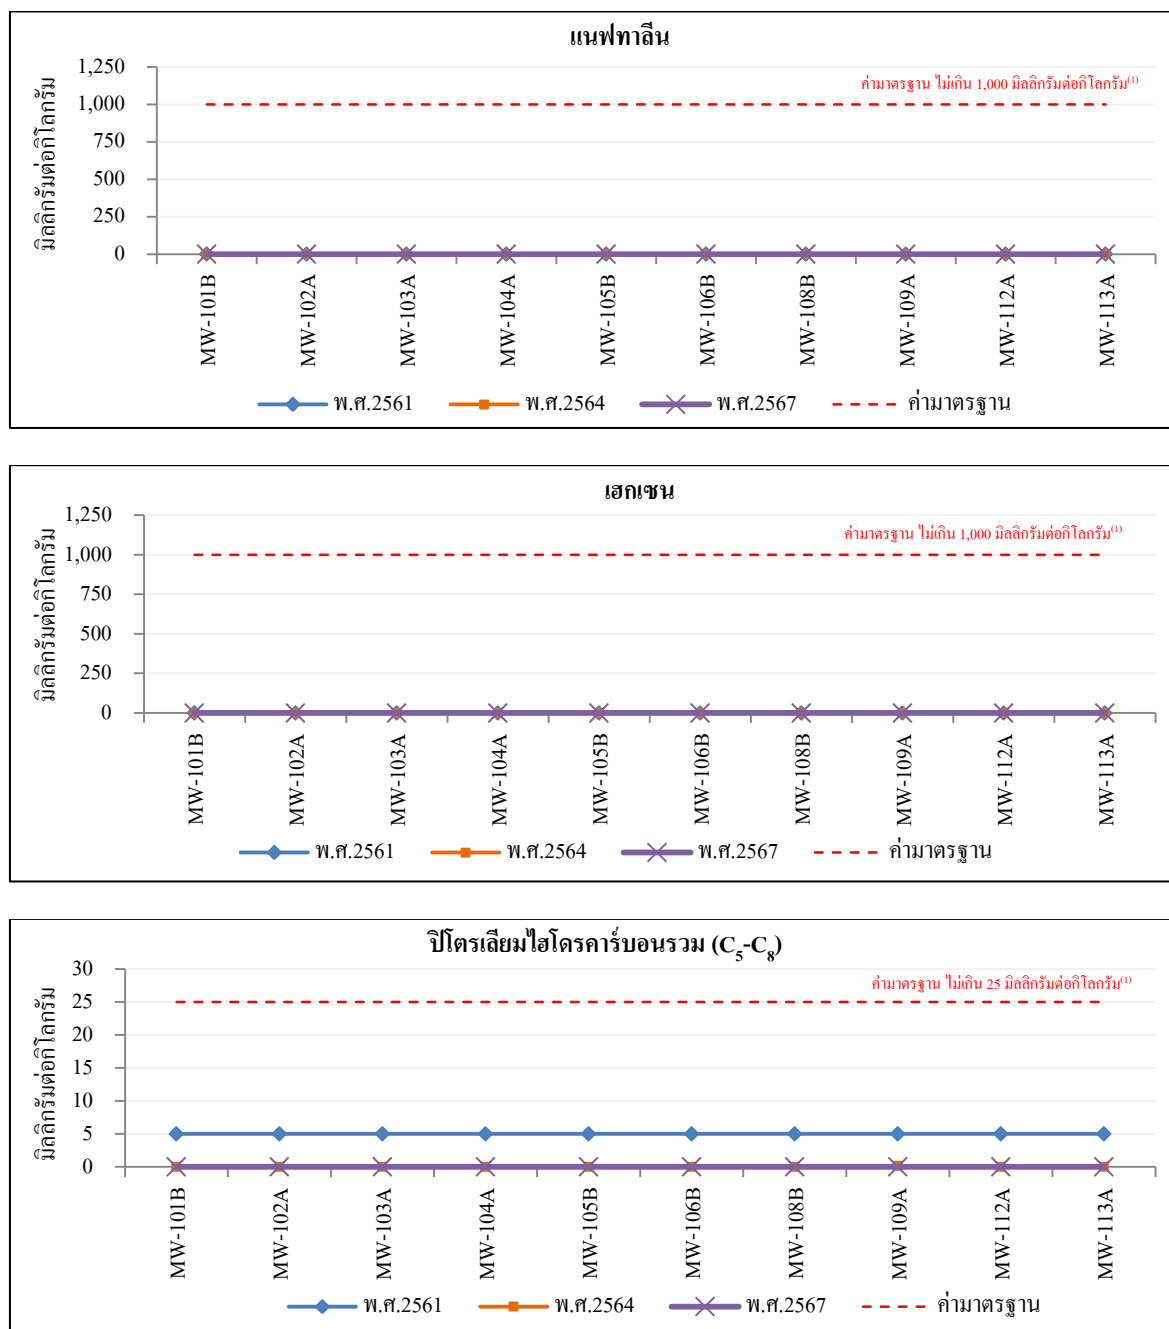 แนฟทาลีน
มิลลิกรัมต่อกิโลกรัม
ค่ามาตรฐาน ไม่เกิน 1,000 มิลลิกรัมต่อกิโลกรัม(1)
1,250
1,000
750
500
250
0
MW-101B
MW-102A
MW-103A
MW-104A
MW-105B
MW-106B
MW-108B
MW-109A
MW-112A
MW-113A
พ.ศ.2561 พ.ศ.2564 พ.ศ.2567 ค่ามาตรฐาน
เฮกเซน
มิลลิกรัมต่อกิโลกรัม
ค่ามาตรฐาน ไม่เกิน 1,000 มิลลิกรัมต่อกิโลกรัม(1)
1,250
1,000
750
500
250
0
MW-101B
MW-102A
MW-103A
MW-104A
MW-105B
MW-106B
MW-108B
MW-109A
MW-112A
MW-113A
พ.ศ.2561 พ.ศ.2564 พ.ศ.2567 ค่ามาตรฐาน
ปิโตรเลียมไฮโดรคาร์บอนรวม (C5-C8)
มิลลิกรัมต่อกิโลกรัม
ค่ามาตรฐาน ไม่เกิน 25 มิลลิกรัมต่อกิโลกรัม(1)
30
25
20
15
10
5
0
MW-101B
MW-102A
MW-103A
MW-104A
MW-105B
MW-106B
MW-108B
MW-109A
MW-112A
MW-113A
พ.ศ.2561 พ.ศ.2564 พ.ศ.2567 ค่ามาตรฐาน